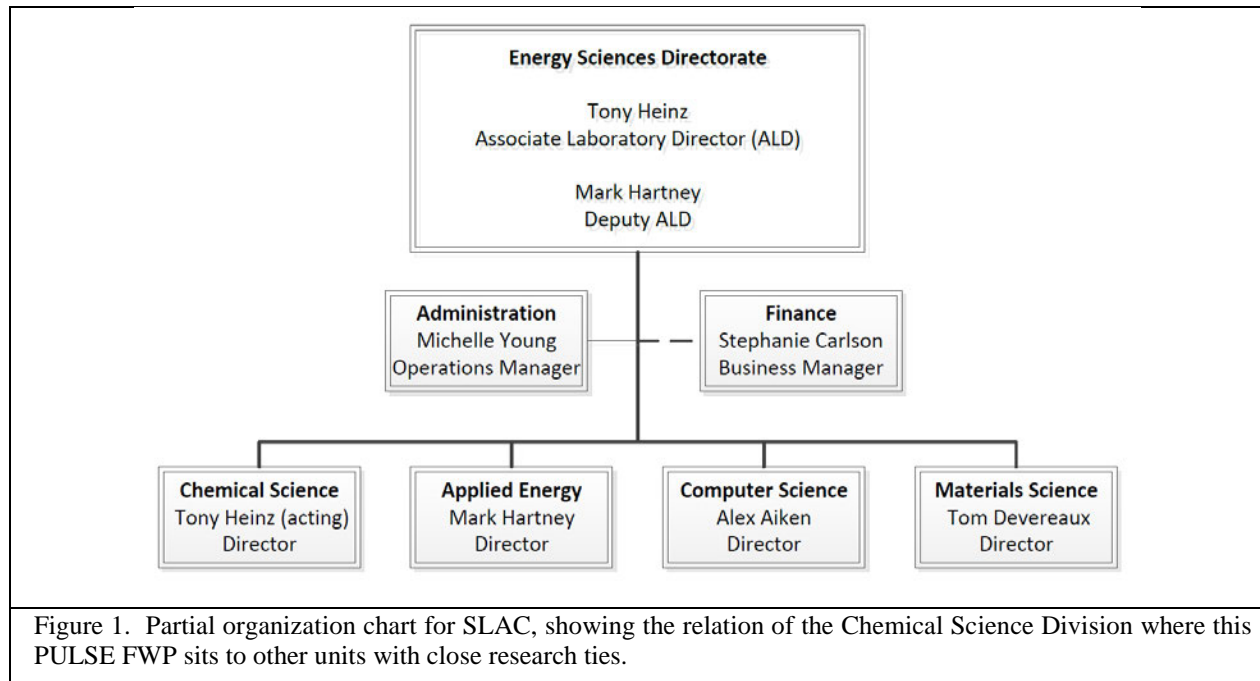 Energy Sciences Directorate
Tony Heinz
Associate Laboratory Director (ALD)
Mark Hartney
Deputy ALD
Administration
Michelle Young
Operations Manager
Finance
Stephanie Carlson
Business Manager
Chemical Science
Tony Heinz (acting)
Director
Applied Energy
Mark Hartney
Director
Computer Science
Alex Aiken
Director
Materials Science
Tom Devereaux
Director
Figure 1. Partial organization chart for SLAC, showing the relation of the Chemical Science Division where this
PULSE FWP sits to other units with close research ties.